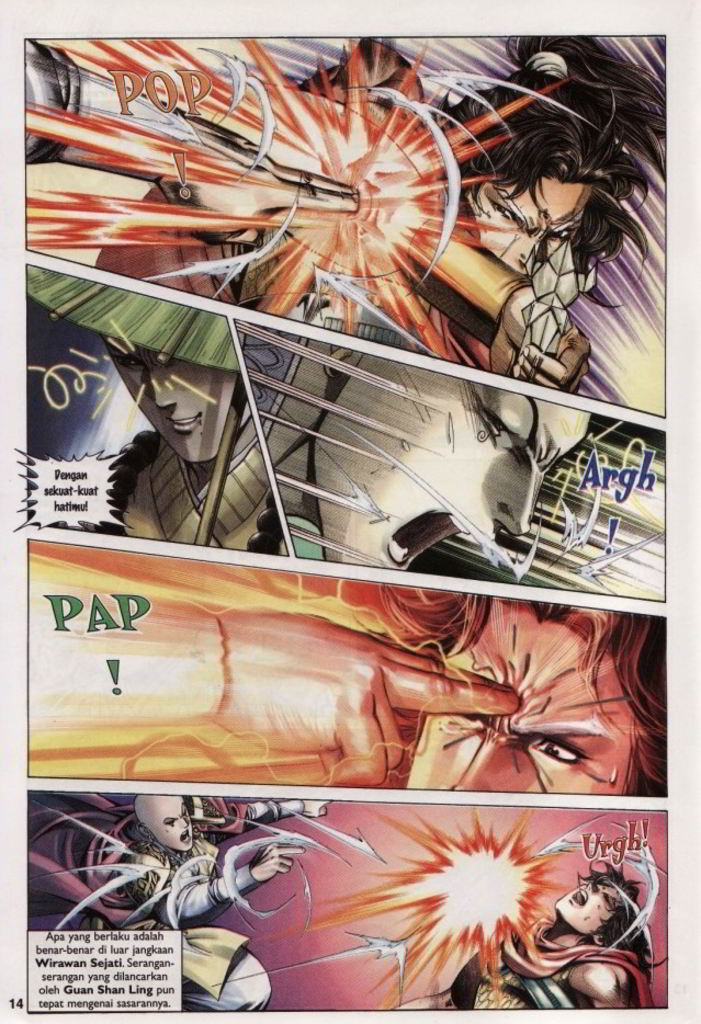 POP
!
Dengan
sekuat-kuat
hatimu!
Argh
!
PAP
!
Urgh!
Apa yang berlaku adalah
benar-benar di luar jangkaan
Wirawan Sejati. Serangan-
serangan yang dilancarkan
oleh Guan Shan Ling pun
tepat mengenai sasarannya.
14